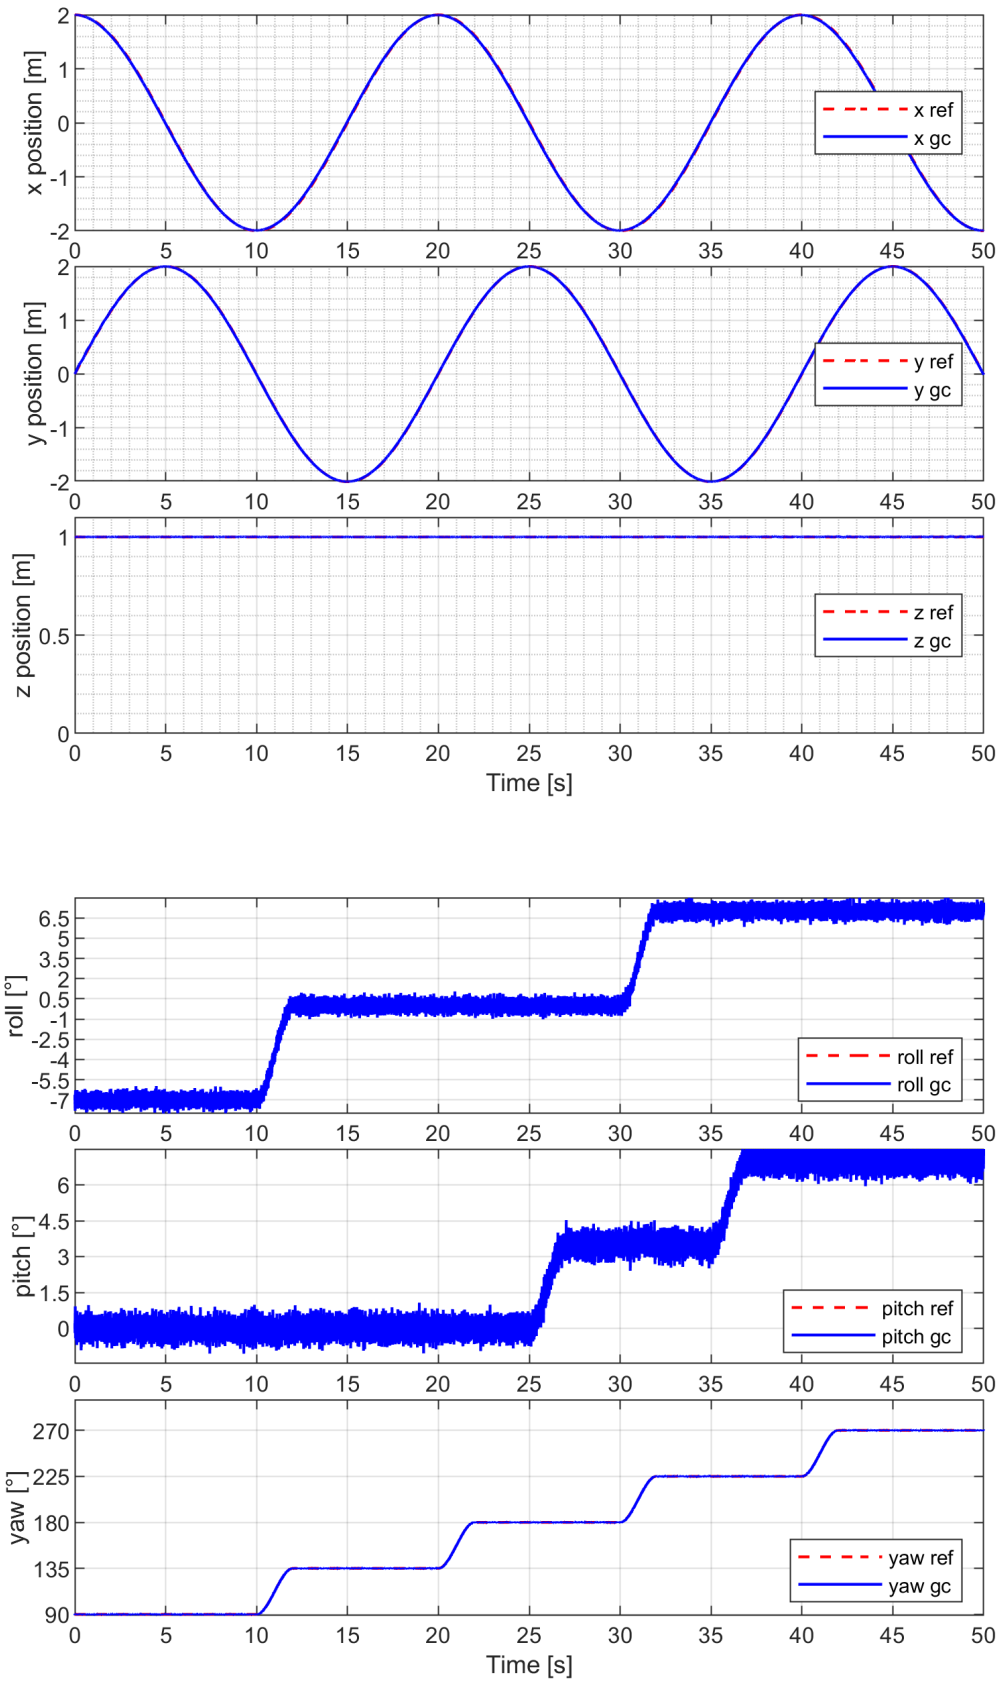 2
1
0
-1
-2
x position [m]
x ref
x gc
0 5 10 15 20 25 30 35 40 45 50
2
1
0
-1
-2
y position [m]
y ref
y gc
0 5 10 15 20 25 30 35 40 45 50
1
0.5
0
z position [m]
z ref
z gc
0 5 10 15 20 25 30 35 40 45 50
Time [s]
6.5
5
3.5
2
0.5
-1
-2.5
-4
-5.5
-7
roll [°]
roll ref
roll gc
0 5 10 15 20 25 30 35 40 45 50
6
4.5
3
1.5
0
pitch [°]
pitch ref
pitch gc
0 5 10 15 20 25 30 35 40 45 50
270
225
180
135
90
yaw [°]
yaw ref
yaw gc
0 5 10 15 20 25 30 35 40 45 50
Time [s]